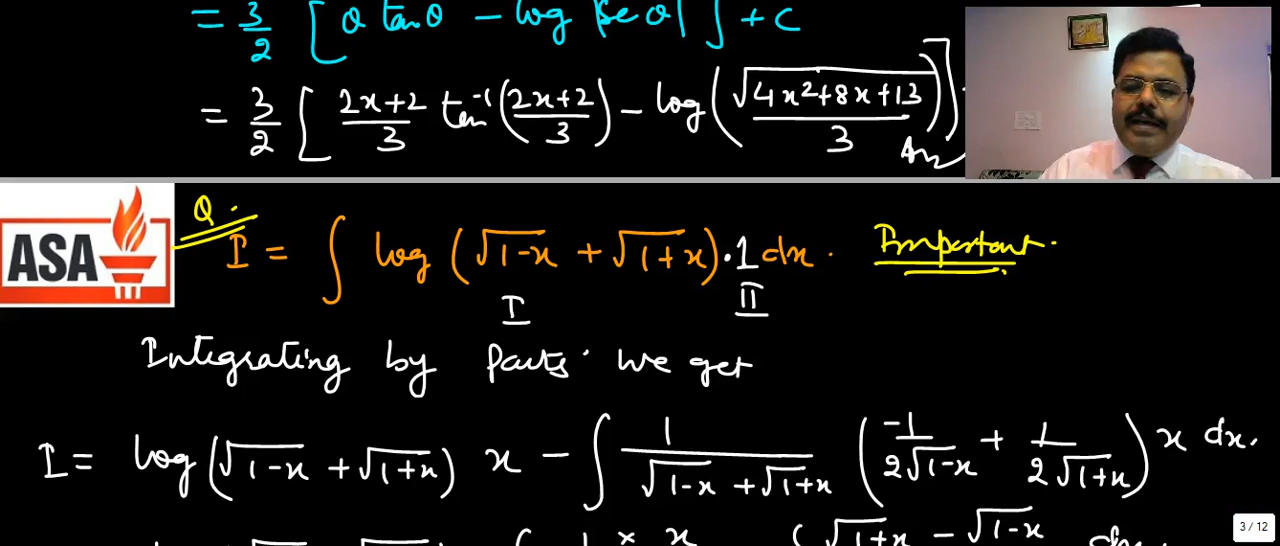 = 3/2 [ θ tanθ - log |sec θ| ] + c
= 3/2 [ 2x+2/3 tan⁻¹(2x+2/3) - log(√4x²+8x+13/3) ]
Ans
ASA
Q.
I = ∫ log (√1-x + √1+x) . 1 dx .
Important.
I II
Integrating by Parts. we get
I = log(√1-x + √1+x) x - ∫ 1/√1-x + √1+x (-1/2√1-x + 1/2√1+x) x dx.
3 / 12